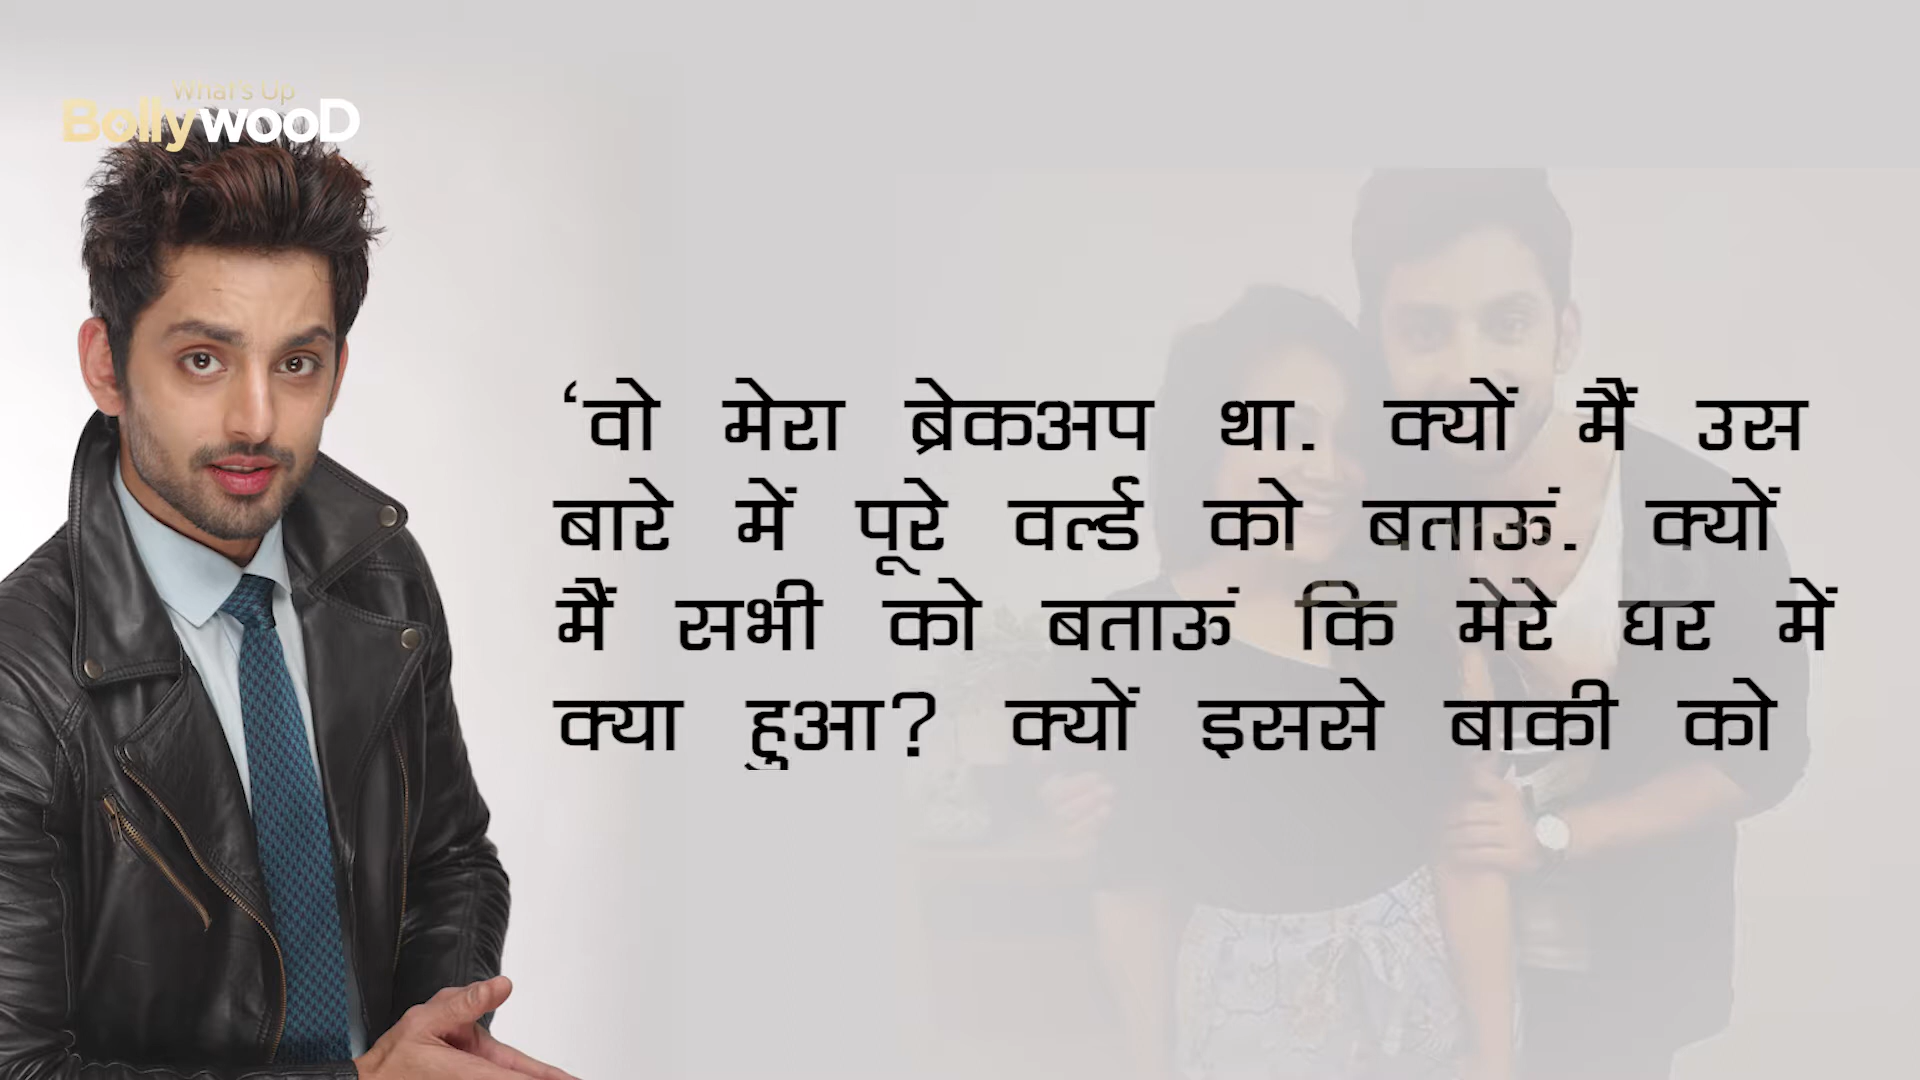 What's Up
BollywooD
‘वो मेरा ब्रेकअप था. क्यों मैं उस
बारे में पूरे वर्ल्ड को बताऊं. क्यों
मैं सभी को बताऊं कि मेरे घर में
क्या हुआ? क्यों इससे बाकी को